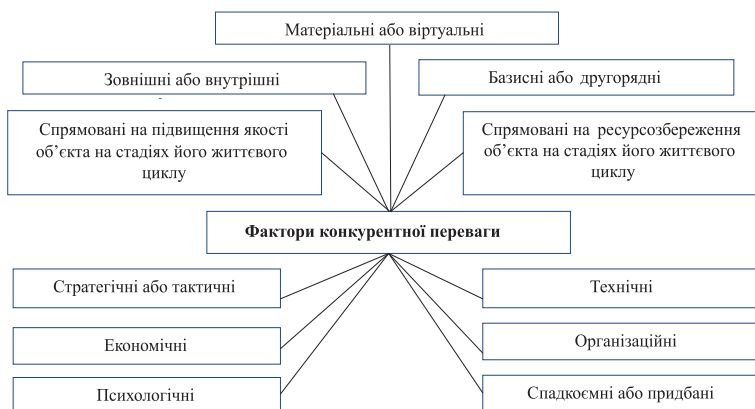 Матеріальні або віртуальні
Зовнішні або внутрішні
Базисні або другорядні
Спрямовані на підвищення якості
об’єкта на стадіях його життєвого
циклу
Спрямовані на ресурсозбереження
об’єкта на стадіях його життєвого
циклу
Фактори конкурентної переваги
Стратегічні або тактичні
Технічні
Економічні
Організаційні
Психологічні
Спадкоємні або придбані